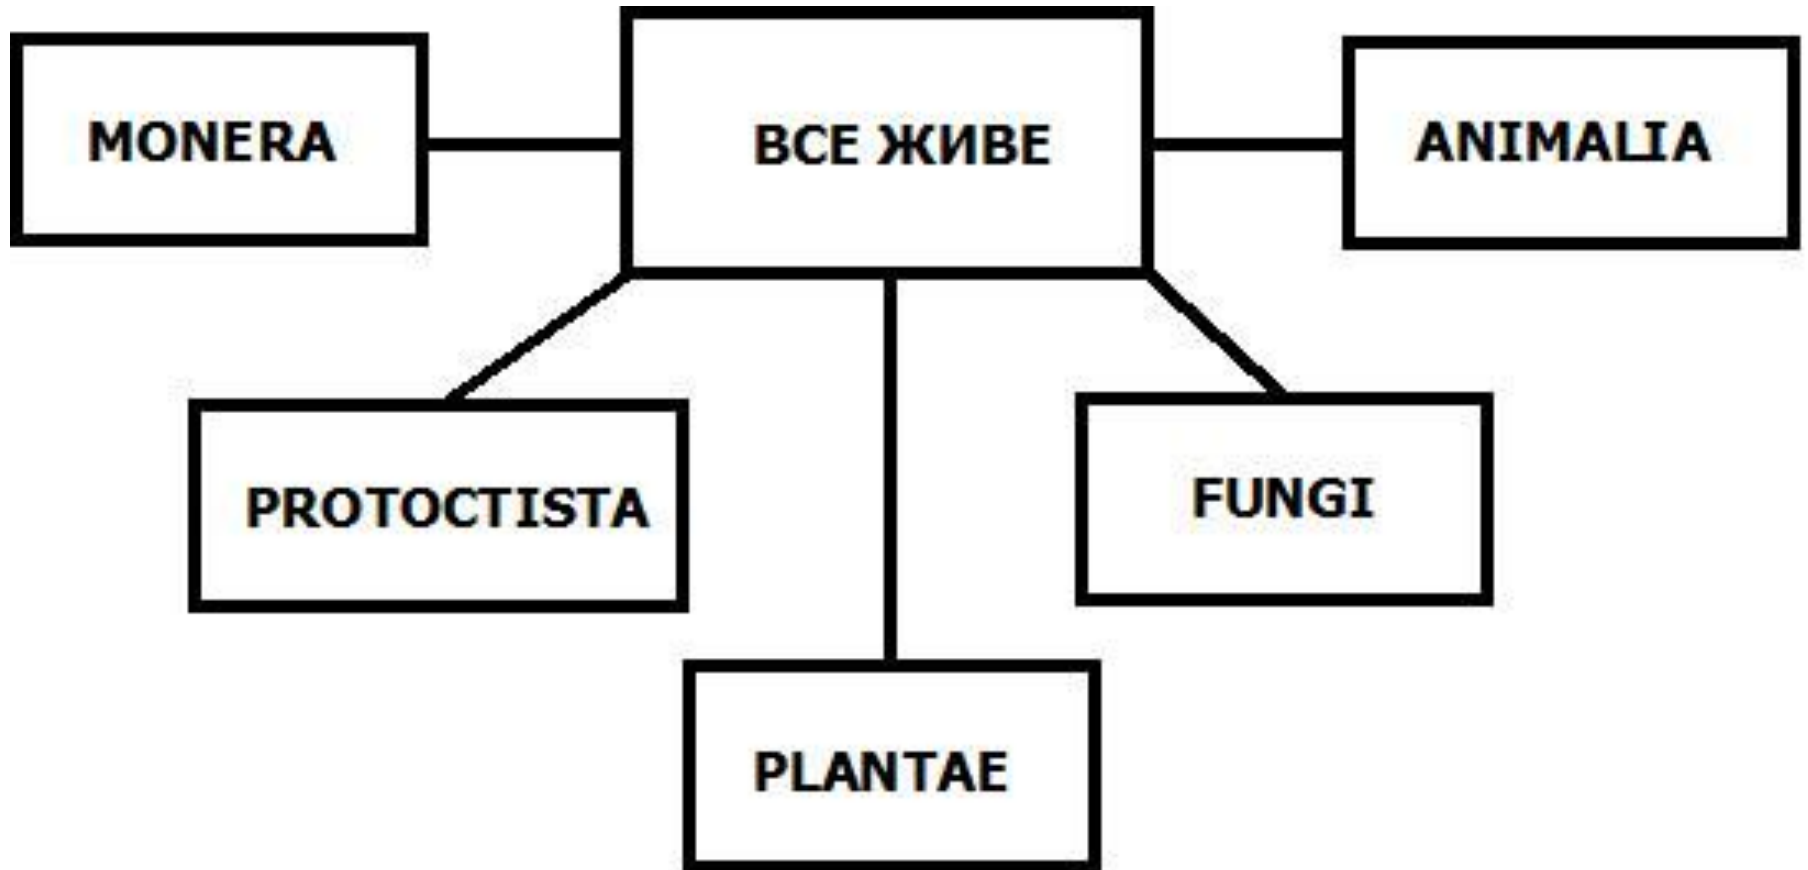 MONERA
ВСЕ ЖИВЕ
ANIMALIA
PROTOCTISTA
FUNGI
PLANTAE